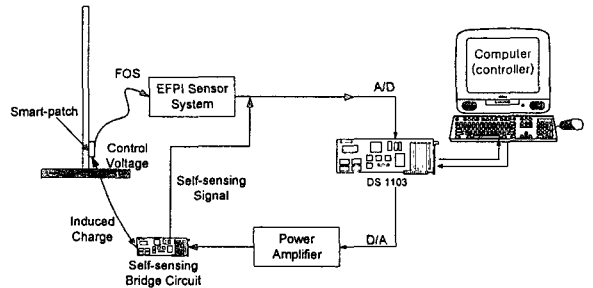 FOS
EFPI Sensor
System
A/D
Computer
(controller)
Smart-patch
Control
Voltage
Self-sensing
Signal
DS 1103
Induced
Charge
Power
Amplifier
D/A
Self-sensing
Bridge Circuit